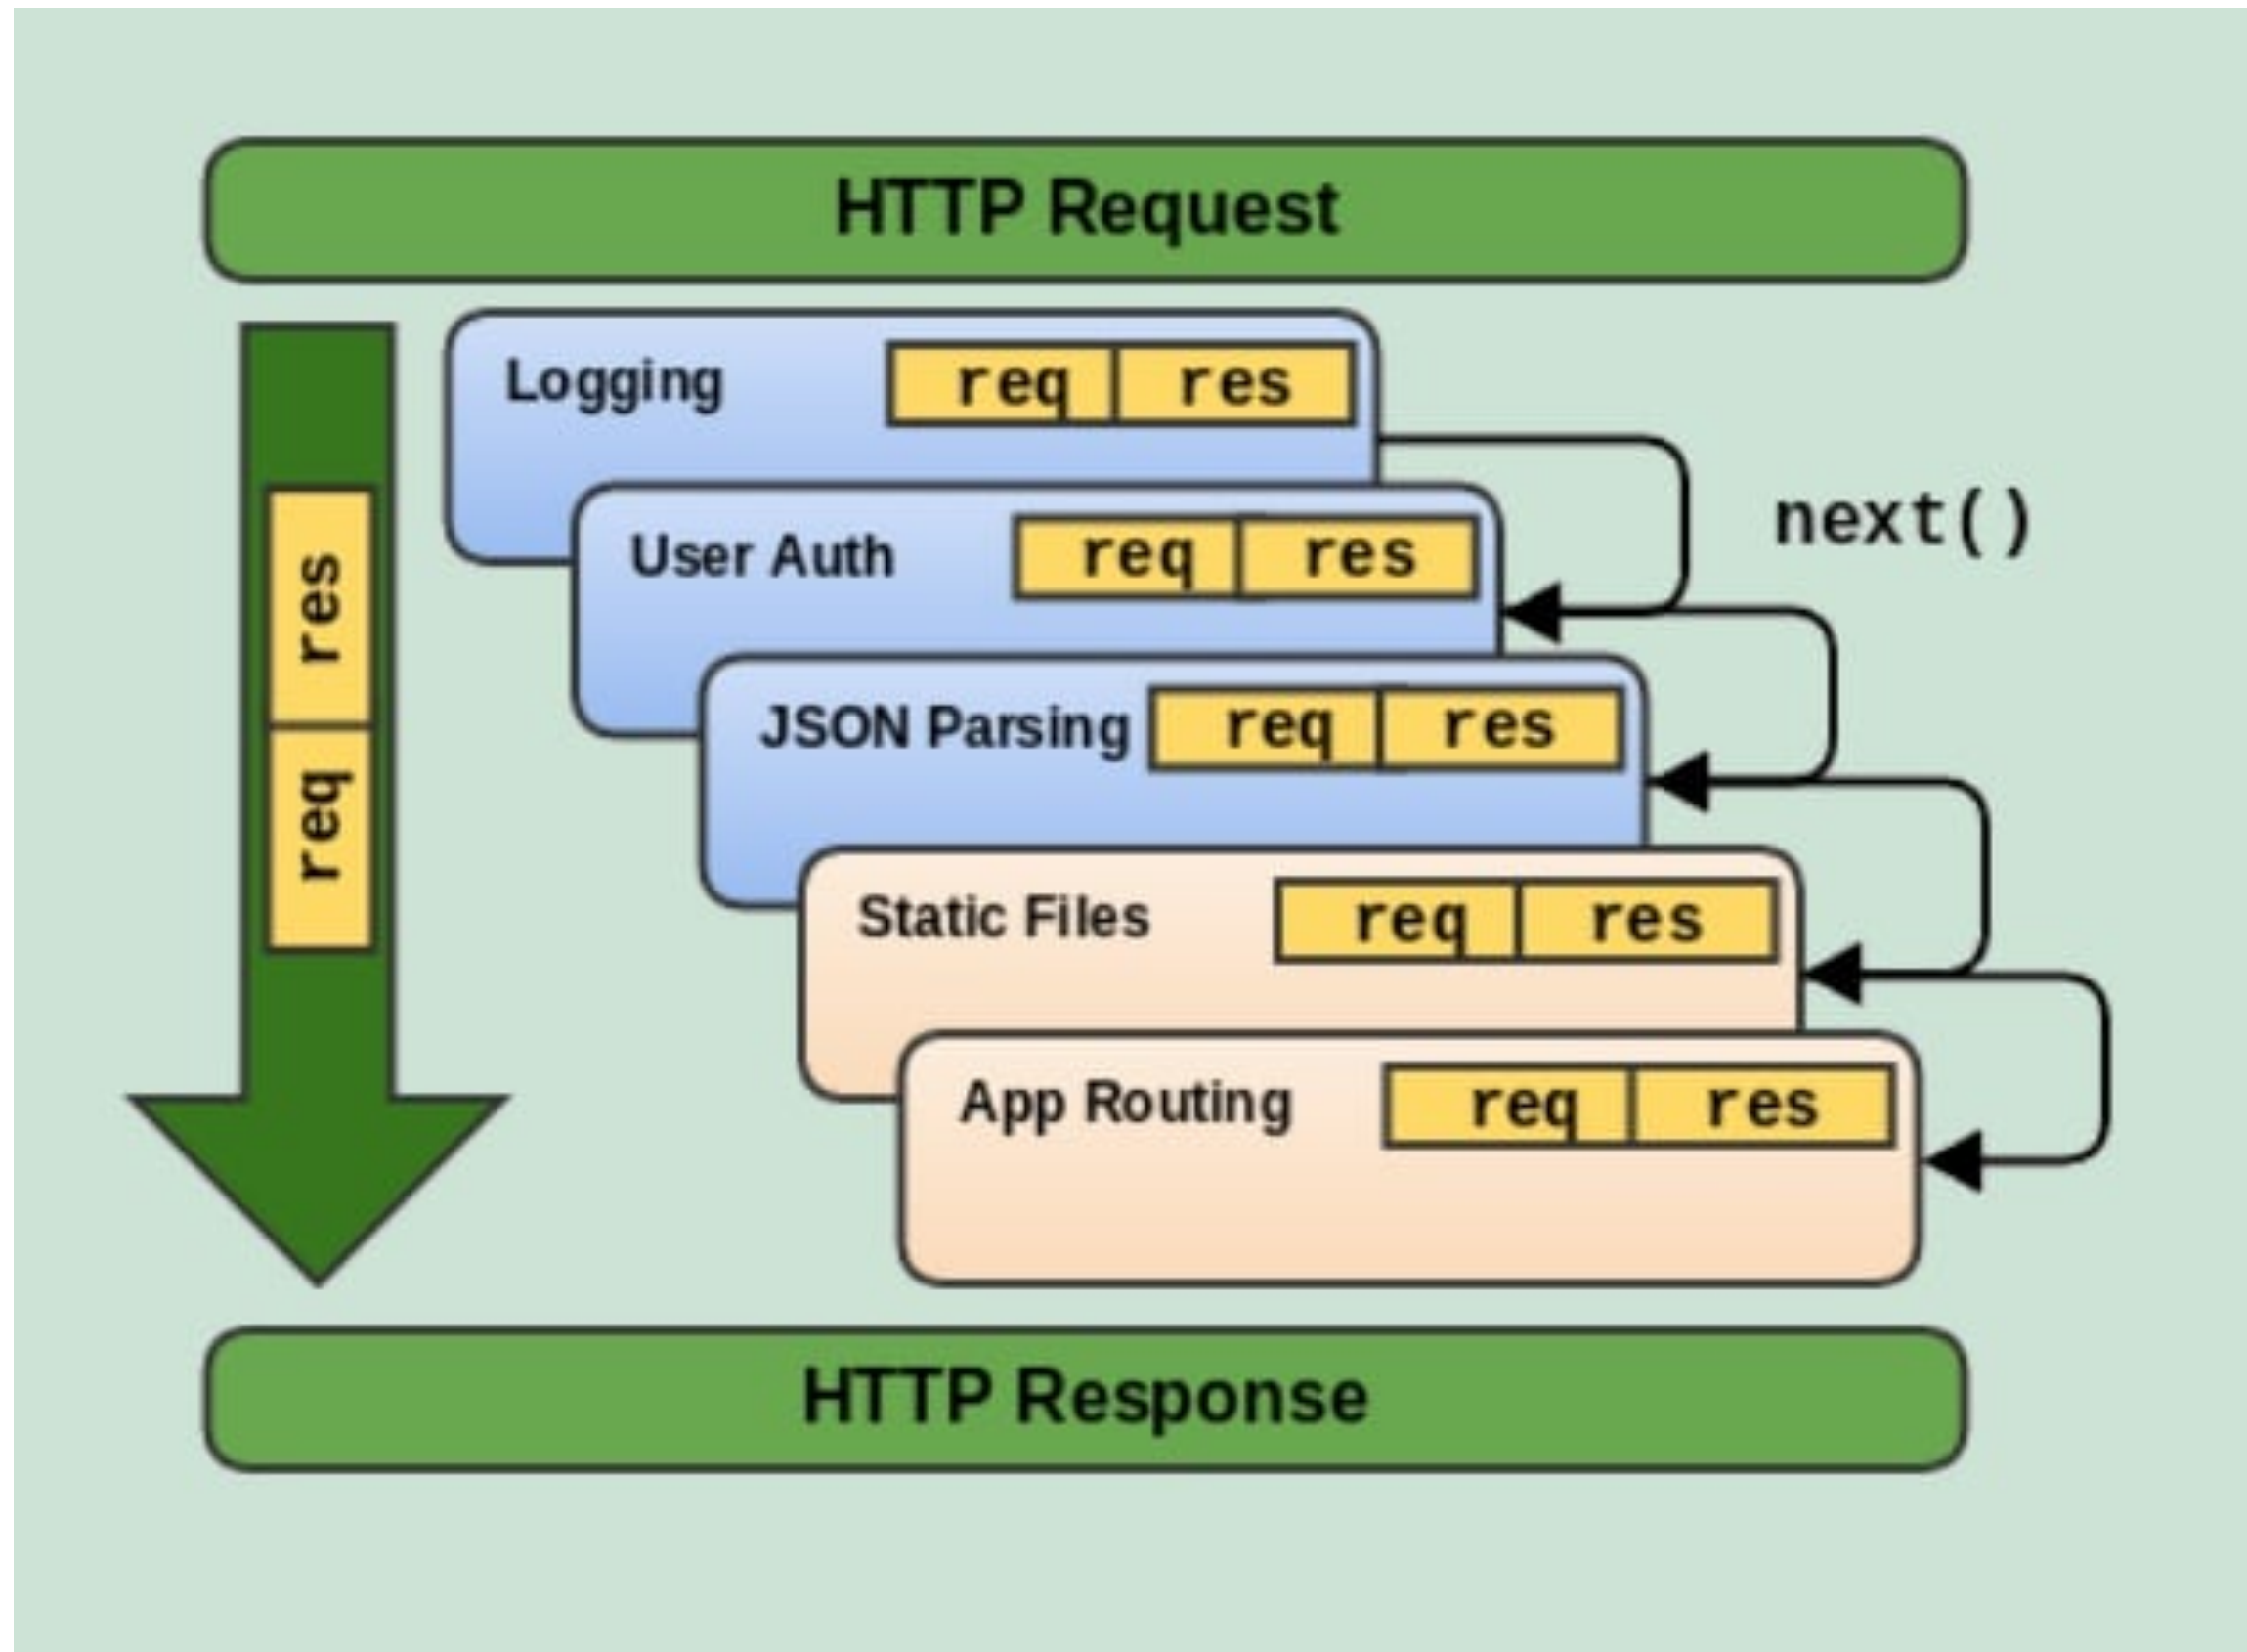 HTTP Request
Logging req res
next()
User Auth req res
res
JSON Parsing req res
req
Static Files req res
App Routing req res
HTTP Response